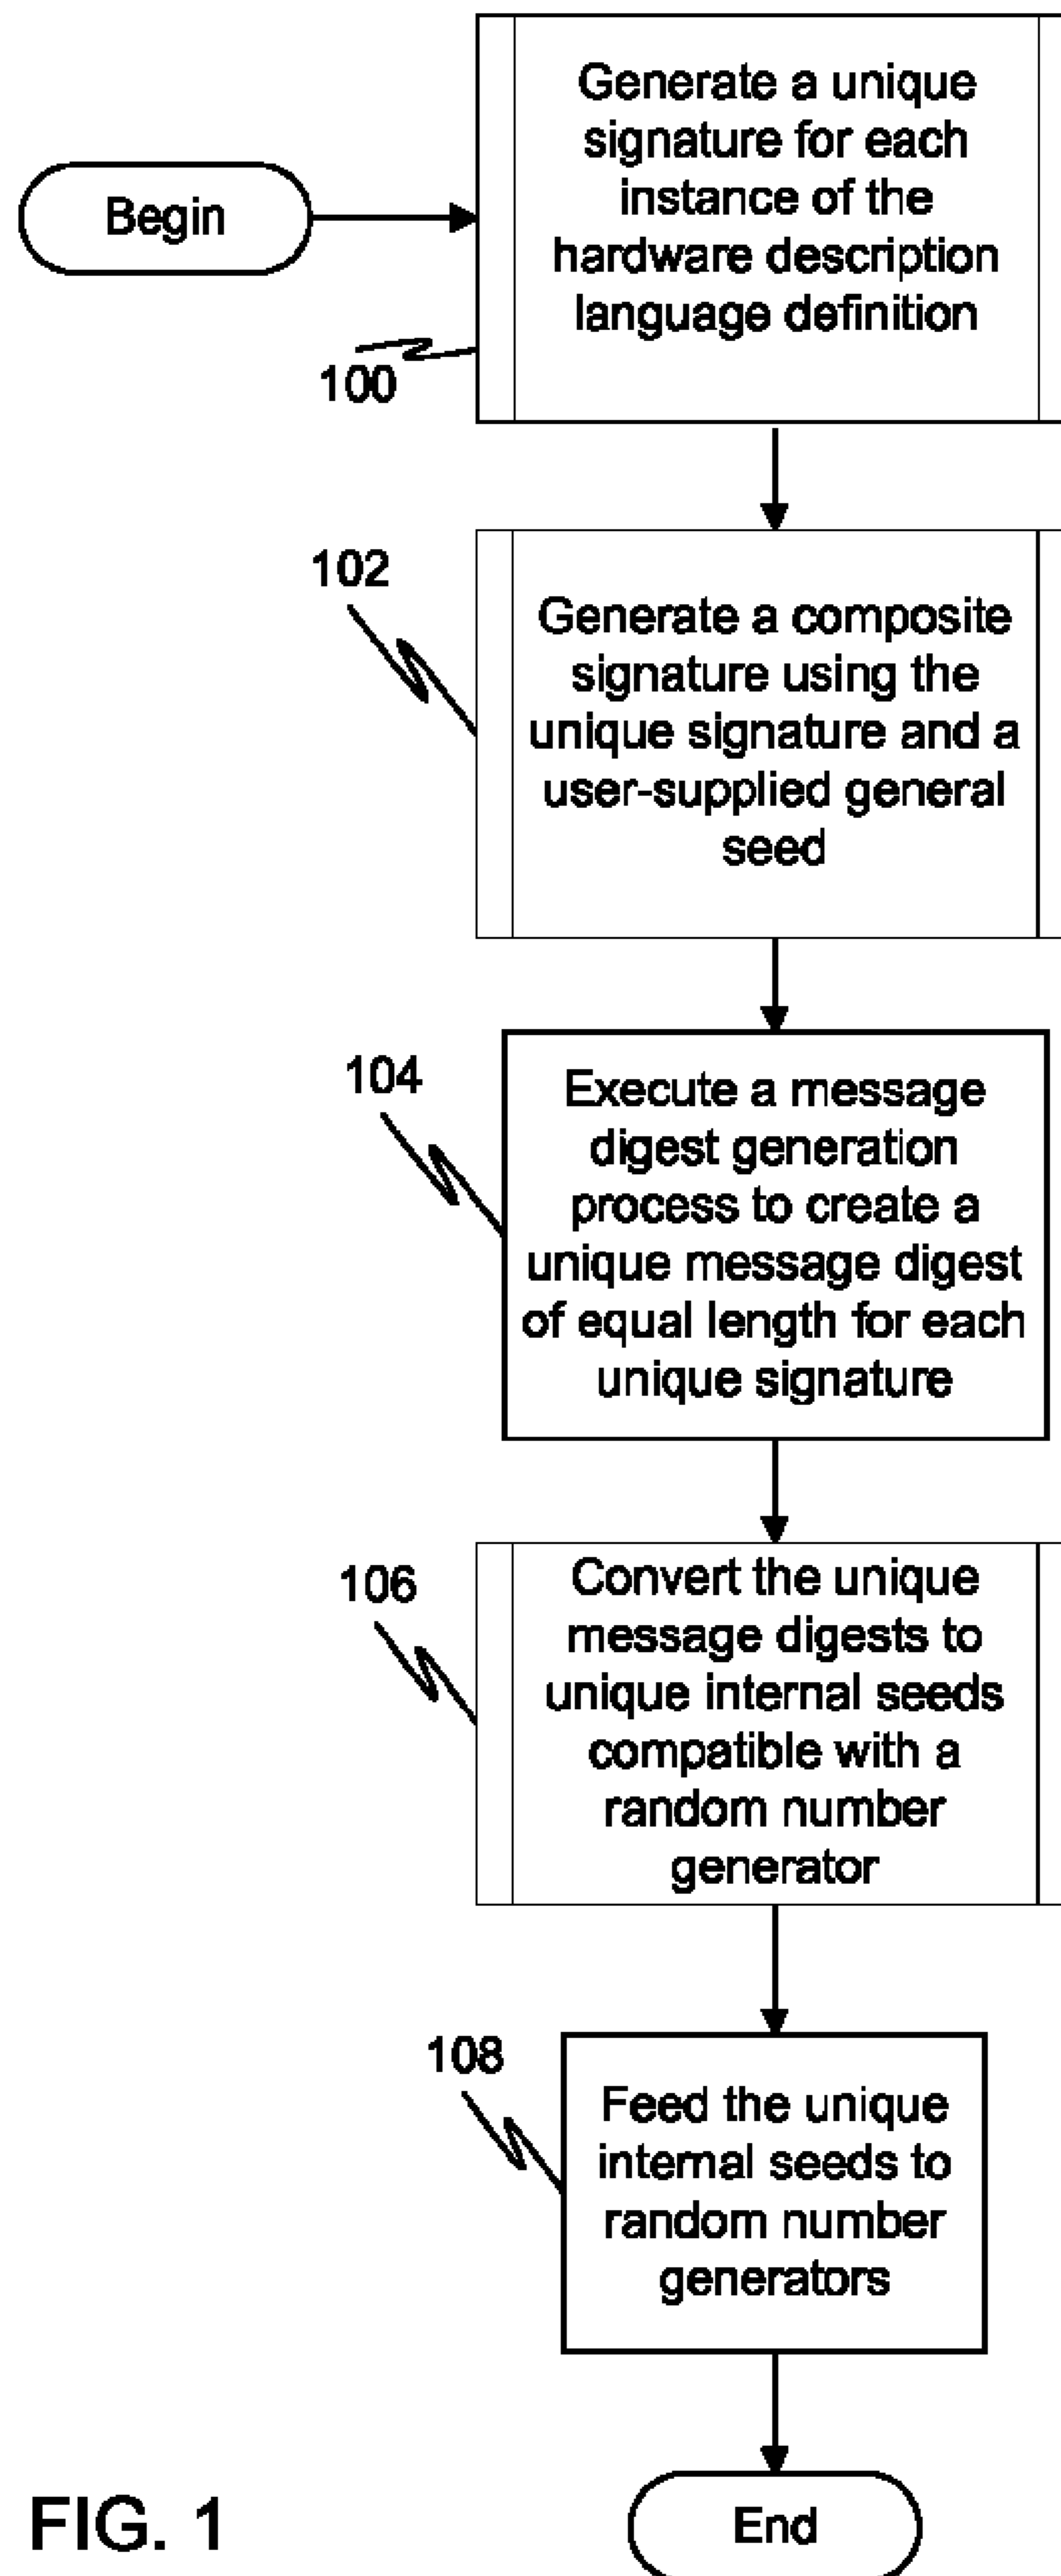 Begin
Generate a unique
signature for each
instance of the
hardware description
language definition
100
102
Generate a composite
signature using the
unique signature and a
user-supplied general
seed
104
Execute a message
digest generation
process to create a
unique message digest
of equal length for each
unique signature
106
Convert the unique
message digests to
unique internal seeds
compatible with a
random number
generator
108
Feed the unique
internal seeds to
random number
generators
FIG. 1
End